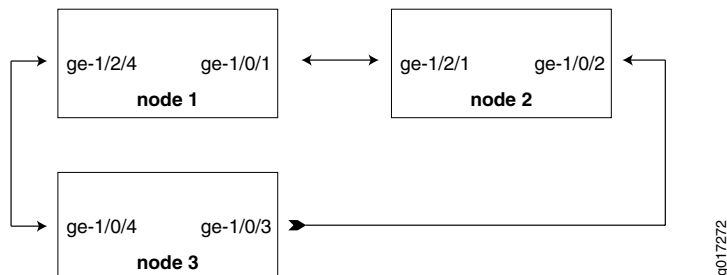 ge-1/2/4 ge-1/0/1
node 1
ge-1/2/1 ge-1/0/2
node 2
ge-1/0/4 ge-1/0/3
node 3
g017272